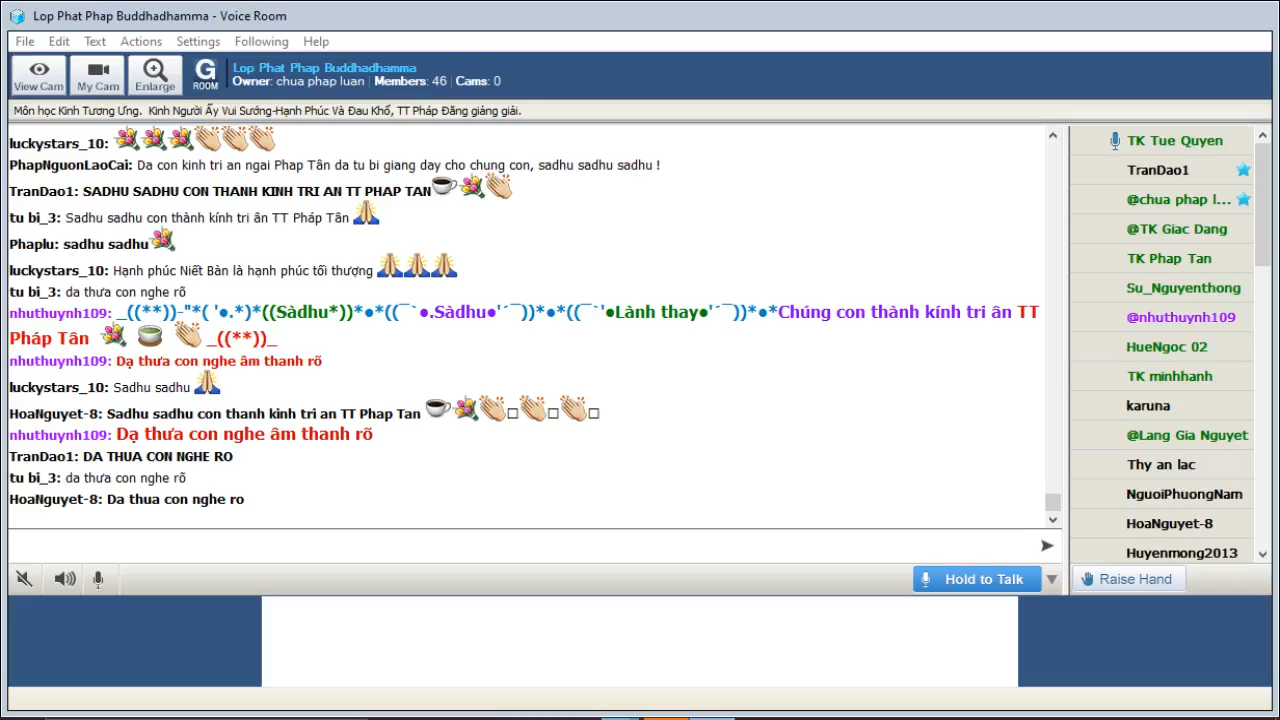 Lop Phat Phap Buddhadhamma - Voice Room
File Edit Text Actions Settings Following Help
View Cam My Cam Enlarge G ROOM
Lop Phat Phap Buddhadhamma
Owner: chua phap luan | Members: 46 | Cams: 0
Môn học Kinh Tương Ưng. Kinh Người Ấy Vui Sướng-Hạnh Phúc Và Đau Khổ, TT Pháp Đăng giảng giải.
luckystars_10:
PhapNguonLaoCai: Da con kinh tri an ngai Phap Tân da tu bi giang day cho chung con, sadhu sadhu sadhu !
TranDao1: SADHU SADHU CON THANH KINH TRI AN TT PHAP TAN
tu bi_3: Sadhu sadhu con thành kính tri ân TT Pháp Tân
Phaplu: sadhu sadhu
luckystars_10: Hạnh phúc Niết Bàn là hạnh phúc tối thượng
tu bi_3: da thưa con nghe rõ
nhuthuynh109: _((**))-"*( '●.*)*((Sàdhu*))*●*((¯`●.Sàdhu●'´¯))*●*((¯`'●Lành thay●'´¯))*●*Chúng con thành kính tri ân TT
Pháp Tân _((**))_
nhuthuynh109: Dạ thưa con nghe âm thanh rõ
luckystars_10: Sadhu sadhu
HoaNguyet-8: Sadhu sadhu con thanh kinh tri an TT Phap Tan
nhuthuynh109: Dạ thưa con nghe âm thanh rõ
TranDao1: DA THUA CON NGHE RO
tu bi_3: da thưa con nghe rõ
HoaNguyet-8: Da thua con nghe ro
Hold to Talk
TK Tue Quyen
TranDao1
@chua phap l...
@TK Giac Dang
TK Phap Tan
Su_Nguyenthong
@nhuthuynh109
HueNgoc 02
TK minhhanh
karuna
@Lang Gia Nguyet
Thy an lac
NguoiPhuongNam
HoaNguyet-8
Huyenmong2013
Raise Hand